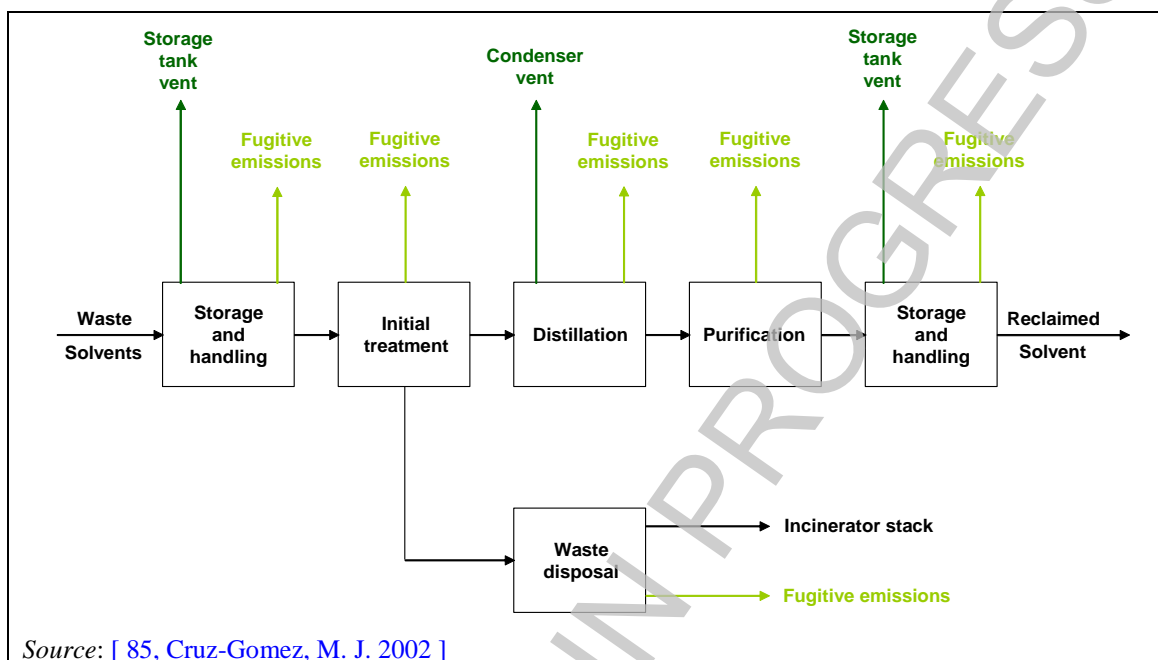 Storage
tank
vent
Condenser
vent
Storage
tank
vent
Fugitive
emissions
Fugitive
emissions
Fugitive
emissions
Fugitive
emissions
Fugitive
emissions
Waste
Solvents
Storage
and
handling
Initial
treatment
Distillation
Purification
Storage
and
handling
Reclaimed
Solvent
Waste
disposal
Incinerator stack
Fugitive emissions
IN PROGRESS
Source: [ 85, Cruz-Gomez, M. J. 2002 ]